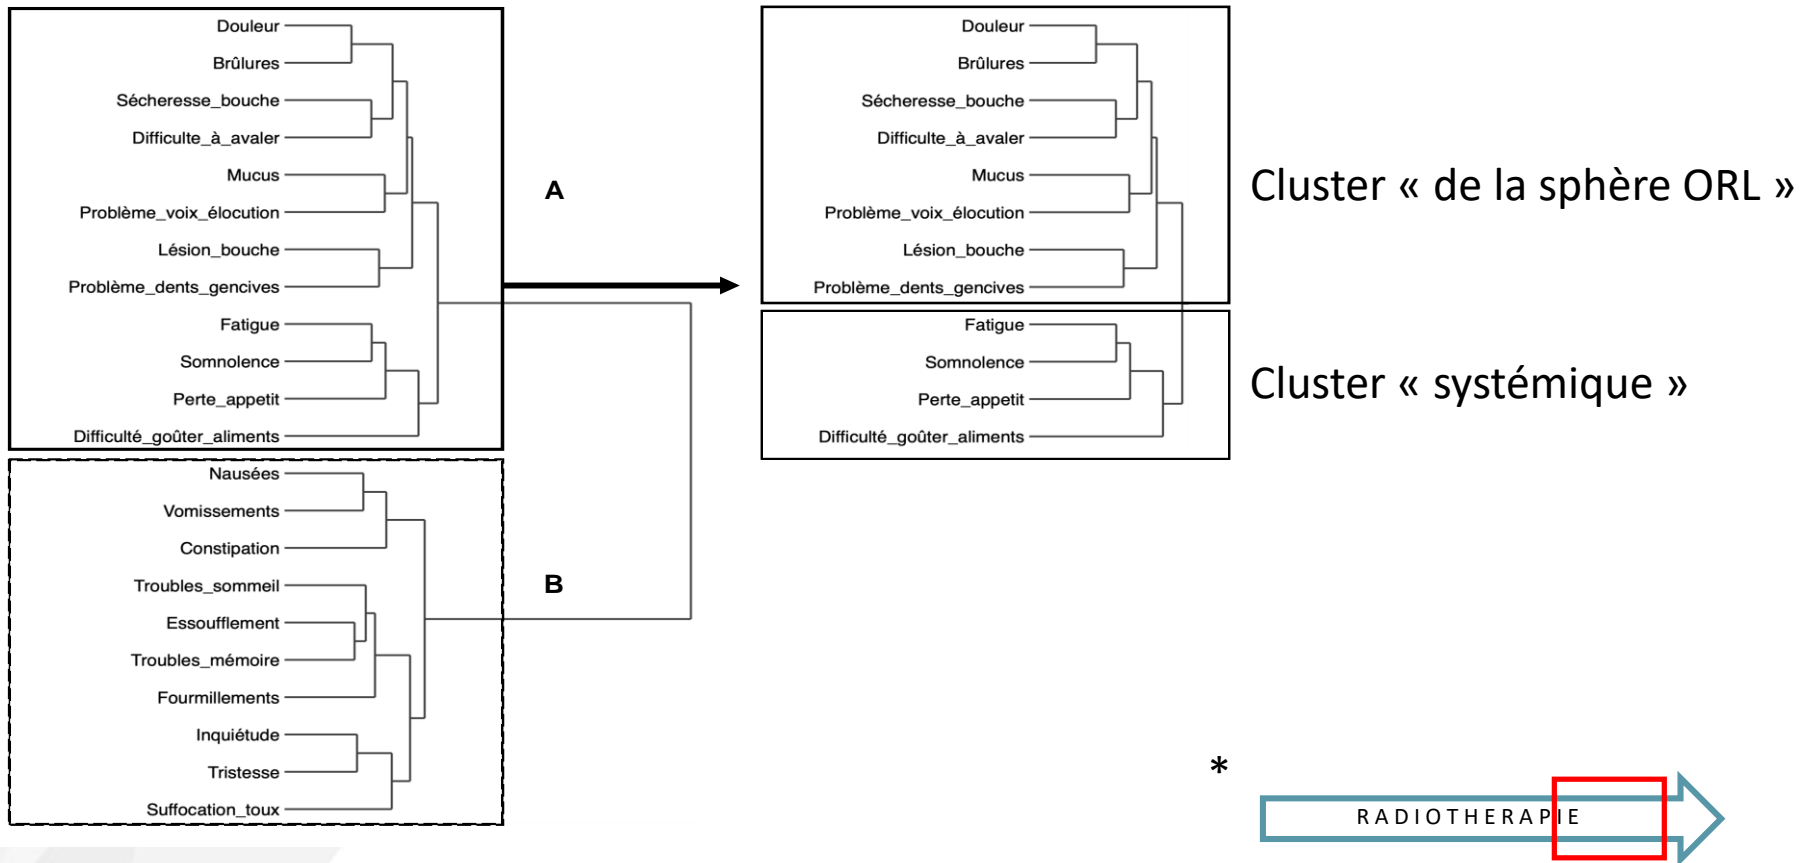 Douleur
Brûlures
Sécheresse_bouche
Difficulte_à_avaler
Mucus
Problème_voix_élocution
Lésion_bouche
Problème_dents_gencives
Fatigue
Somnolence
Perte_appetit
Difficulté_goûter_aliments
A
Nausées
Vomissements
Constipation
Troubles_sommeil
Essoufflement
Troubles_mémoire
Fourmillements
Inquiétude
Tristesse
Suffocation_toux
B
Douleur
Brûlures
Sécheresse_bouche
Difficulte_à_avaler
Mucus
Problème_voix_élocution
Lésion_bouche
Problème_dents_gencives
Cluster « de la sphère ORL »
Fatigue
Somnolence
Perte_appetit
Difficulté_goûter_aliments
Cluster « systémique »
*
RADIOTHERAPIE